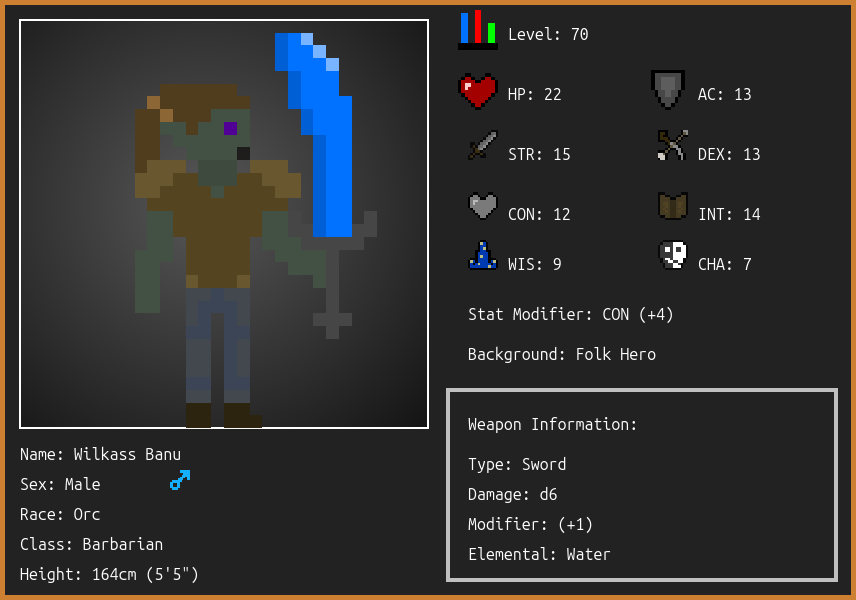 Level: 70
HP: 22
AC: 13
STR: 15
DEX: 13
CON: 12
INT: 14
WIS: 9
CHA: 7
Stat Modifier: CON (+4)
Background: Folk Hero
Name: Wilkass Banu
Sex: Male
Race: Orc
Class: Barbarian
Height: 164cm (5'5")
Weapon Information:
Type: Sword
Damage: d6
Modifier: (+1)
Elemental: Water